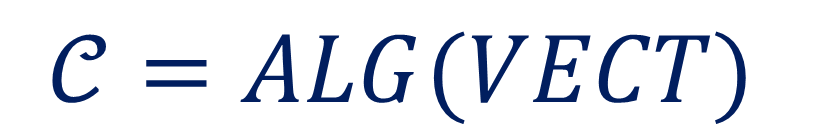 𝒞 = ALG(VECT)